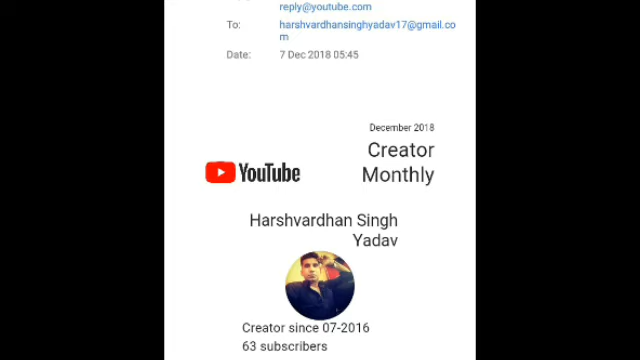 reply@youtube.com
To: harshvardhansinghyadav17@gmail.co
m
Date: 7 Dec 2018 05:45
December 2018
Creator
Monthly
YouTube
Harshvardhan Singh
Yadav
Creator since 07-2016
63 subscribers